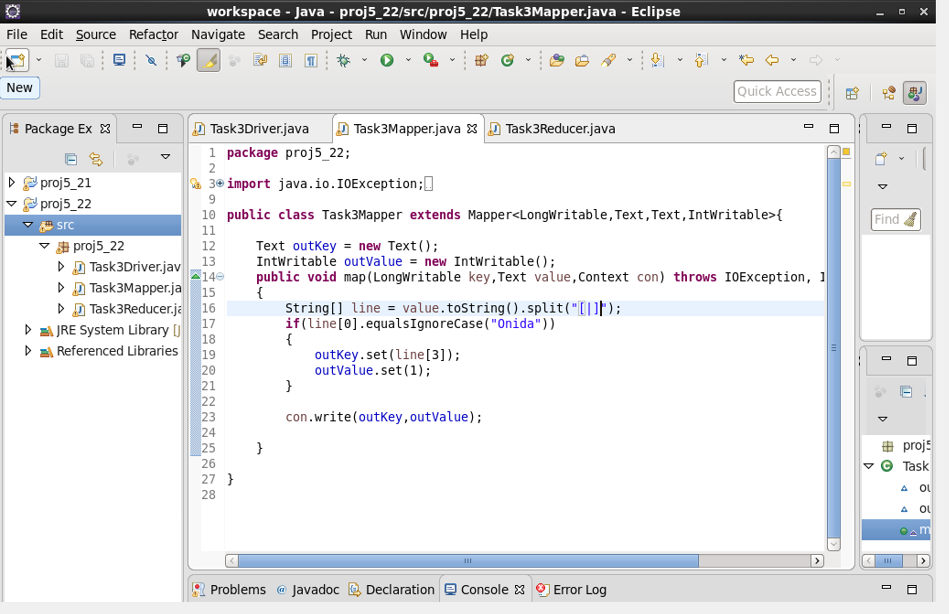 workspace - Java - proj5_22/src/proj5_22/Task3Mapper.java - Eclipse
File Edit Source Refactor Navigate Search Project Run Window Help
New
Quick Access
Package Ex
Task3Driver.java Task3Mapper.java Task3Reducer.java
proj5_21
proj5_22
src
proj5_22
Task3Driver.jav
Task3Mapper.ja
Task3Reducer.ja
JRE System Library [
Referenced Libraries
1 package proj5_22;
2
3 import java.io.IOException;
9
10 public class Task3Mapper extends Mapper<LongWritable,Text,Text,IntWritable>{
11
12 Text outKey = new Text();
13 IntWritable outValue = new IntWritable();
14 public void map(LongWritable key,Text value,Context con) throws IOException, I
15 {
16 String[] line = value.toString().split("[|]");
17 if(line[0].equalsIgnoreCase("Onida"))
18 {
19 outKey.set(line[3]);
20 outValue.set(1);
21 }
22
23 con.write(outKey,outValue);
24
25 }
26
27 }
28
Find
proj5
Task
ou
ou
m
Problems Javadoc Declaration Console Error Log